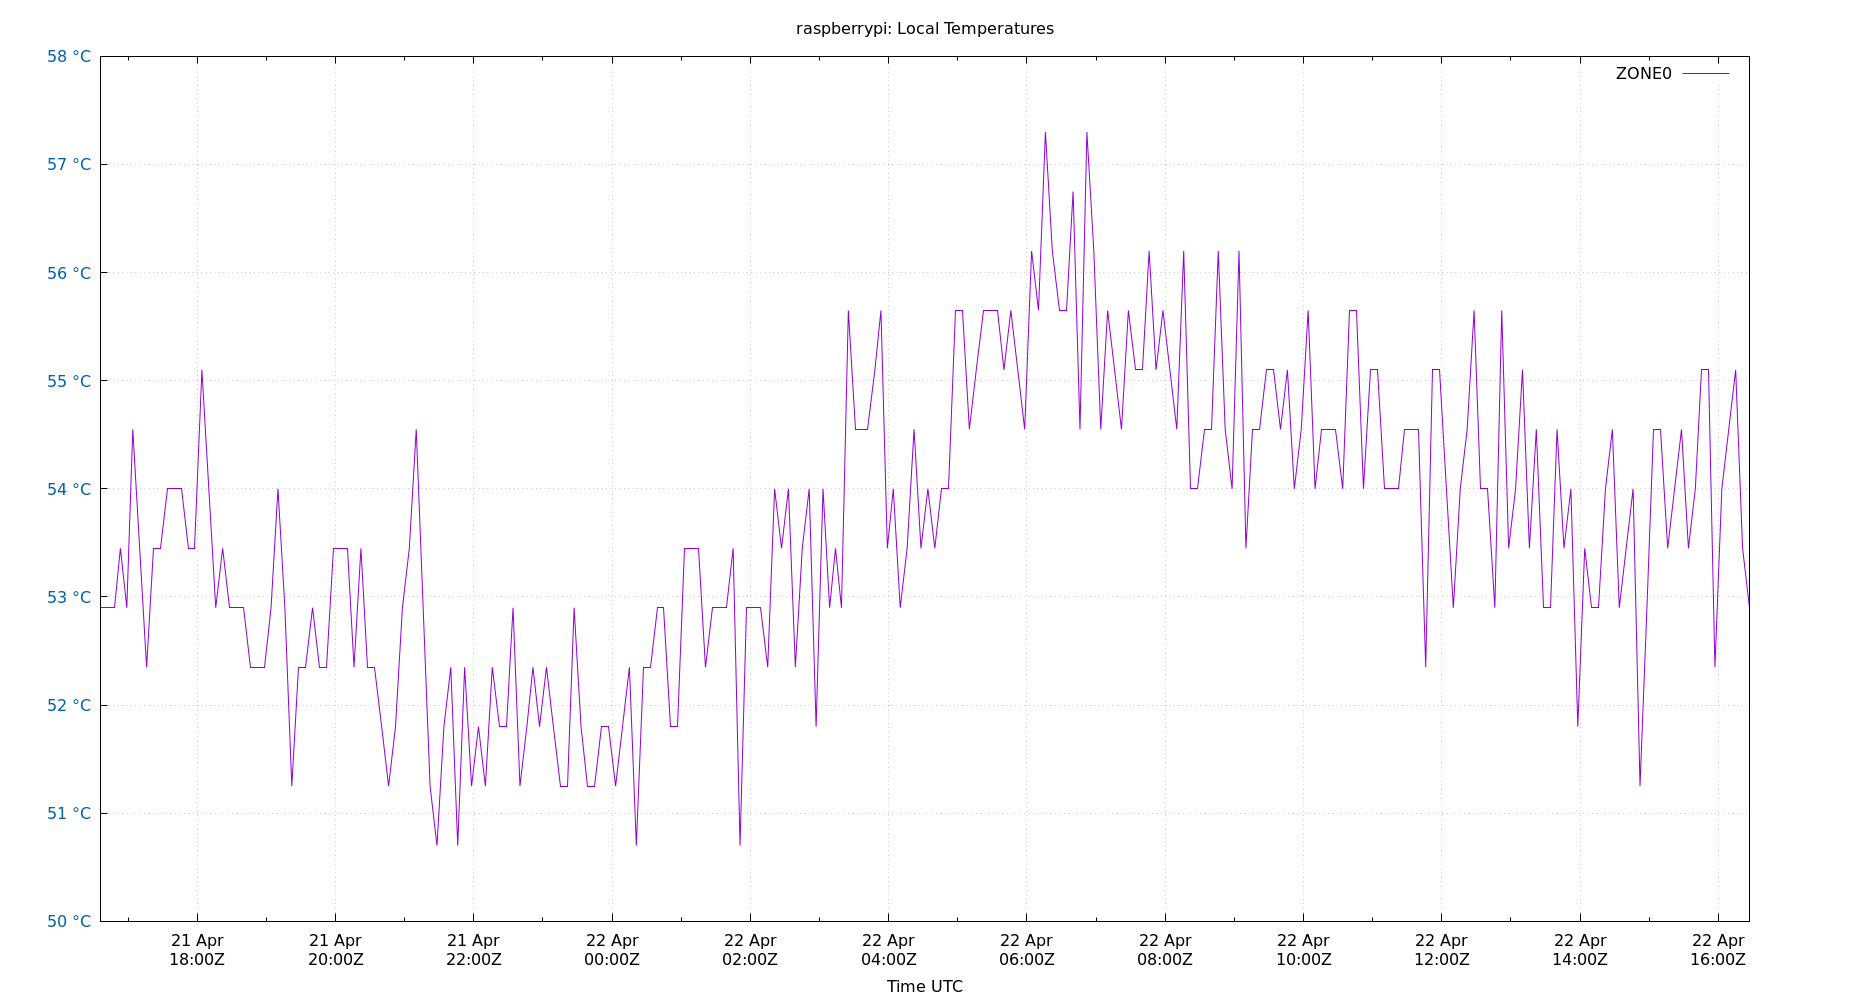 raspberrypi: Local Temperatures
58 °C
ZONE0
57 °C
56 °C
55 °C
54 °C
53 °C
52 °C
51 °C
50 °C
21 Apr 21 Apr 21 Apr 22 Apr 22 Apr 22 Apr 22 Apr 22 Apr 22 Apr 22 Apr 22 Apr 22 Apr
18:00Z 20:00Z 22:00Z 00:00Z 02:00Z 04:00Z 06:00Z 08:00Z 10:00Z 12:00Z 14:00Z 16:00Z
Time UTC